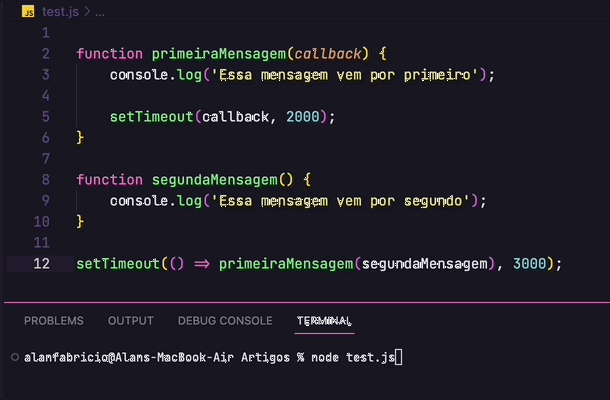 JS test.js > ...
1
2 function primeiraMensagem(callback) {
3 console.log('Essa mensagem vem por primeiro');
4
5 setTimeout(callback, 2000);
6 }
7
8 function segundaMensagem() {
9 console.log('Essa mensagem vem por segundo');
10 }
11
12 setTimeout(() => primeiraMensagem(segundaMensagem), 3000);
PROBLEMS OUTPUT DEBUG CONSOLE TERMINAL
alanfabricio@Alans-MacBook-Air Artigos % node test.js